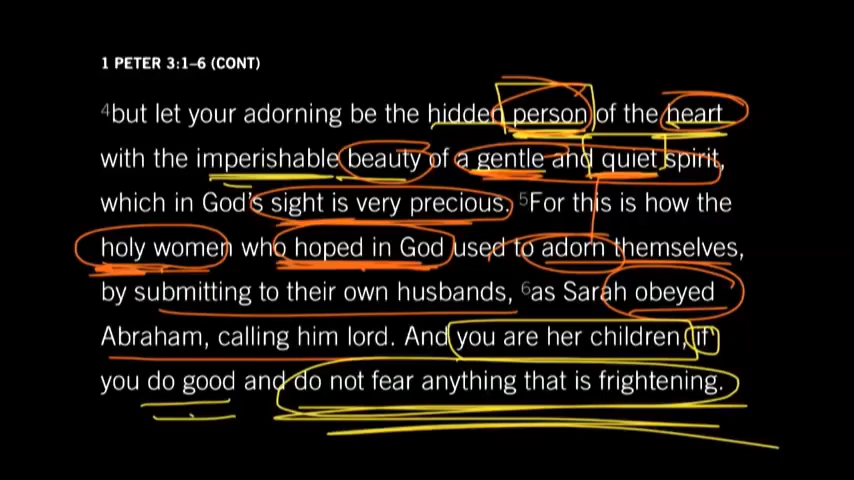 1 PETER 3:1–6 (CONT)
4but let your adorning be the hidden person of the heart
with the imperishable beauty of a gentle and quiet spirit,
which in God's sight is very precious. 5For this is how the
holy women who hoped in God used to adorn themselves,
by submitting to their own husbands, 6as Sarah obeyed
Abraham, calling him lord. And you are her children, if
you do good and do not fear anything that is frightening.